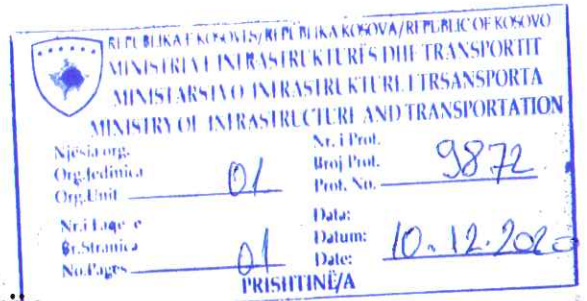 REPUBLIKA E KOSOVËS/REPUBLIKA KOSOVA/REPUBLIC OF KOSOVO
MINISTRIA E INFRASTRUKTURËS DHE TRANSPORTIT
MINISTARSTVO INFRASTRUKTURE I TRSANSPORTA
MINISTRY OF INFRASTRUCTURE AND TRANSPORTATION
Njësia org.
Org.Jedinica
Org.Unit 01
Nr. i Prot.
Broj Prot.
Prot. No. 9872
Nr.i
Br.Stranica
No.Pages 01
Data:
Datum:
Date: 10.12.2020
PRISHTINË/A